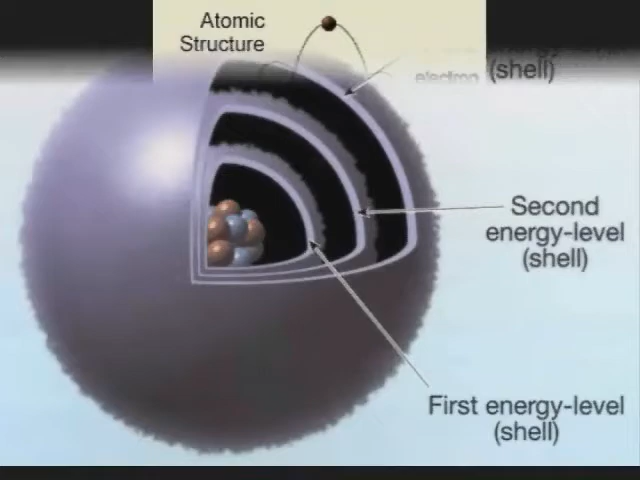 Atomic
Structure
electron
(shell)
Second
energy-level
(shell)
First energy-level
(shell)